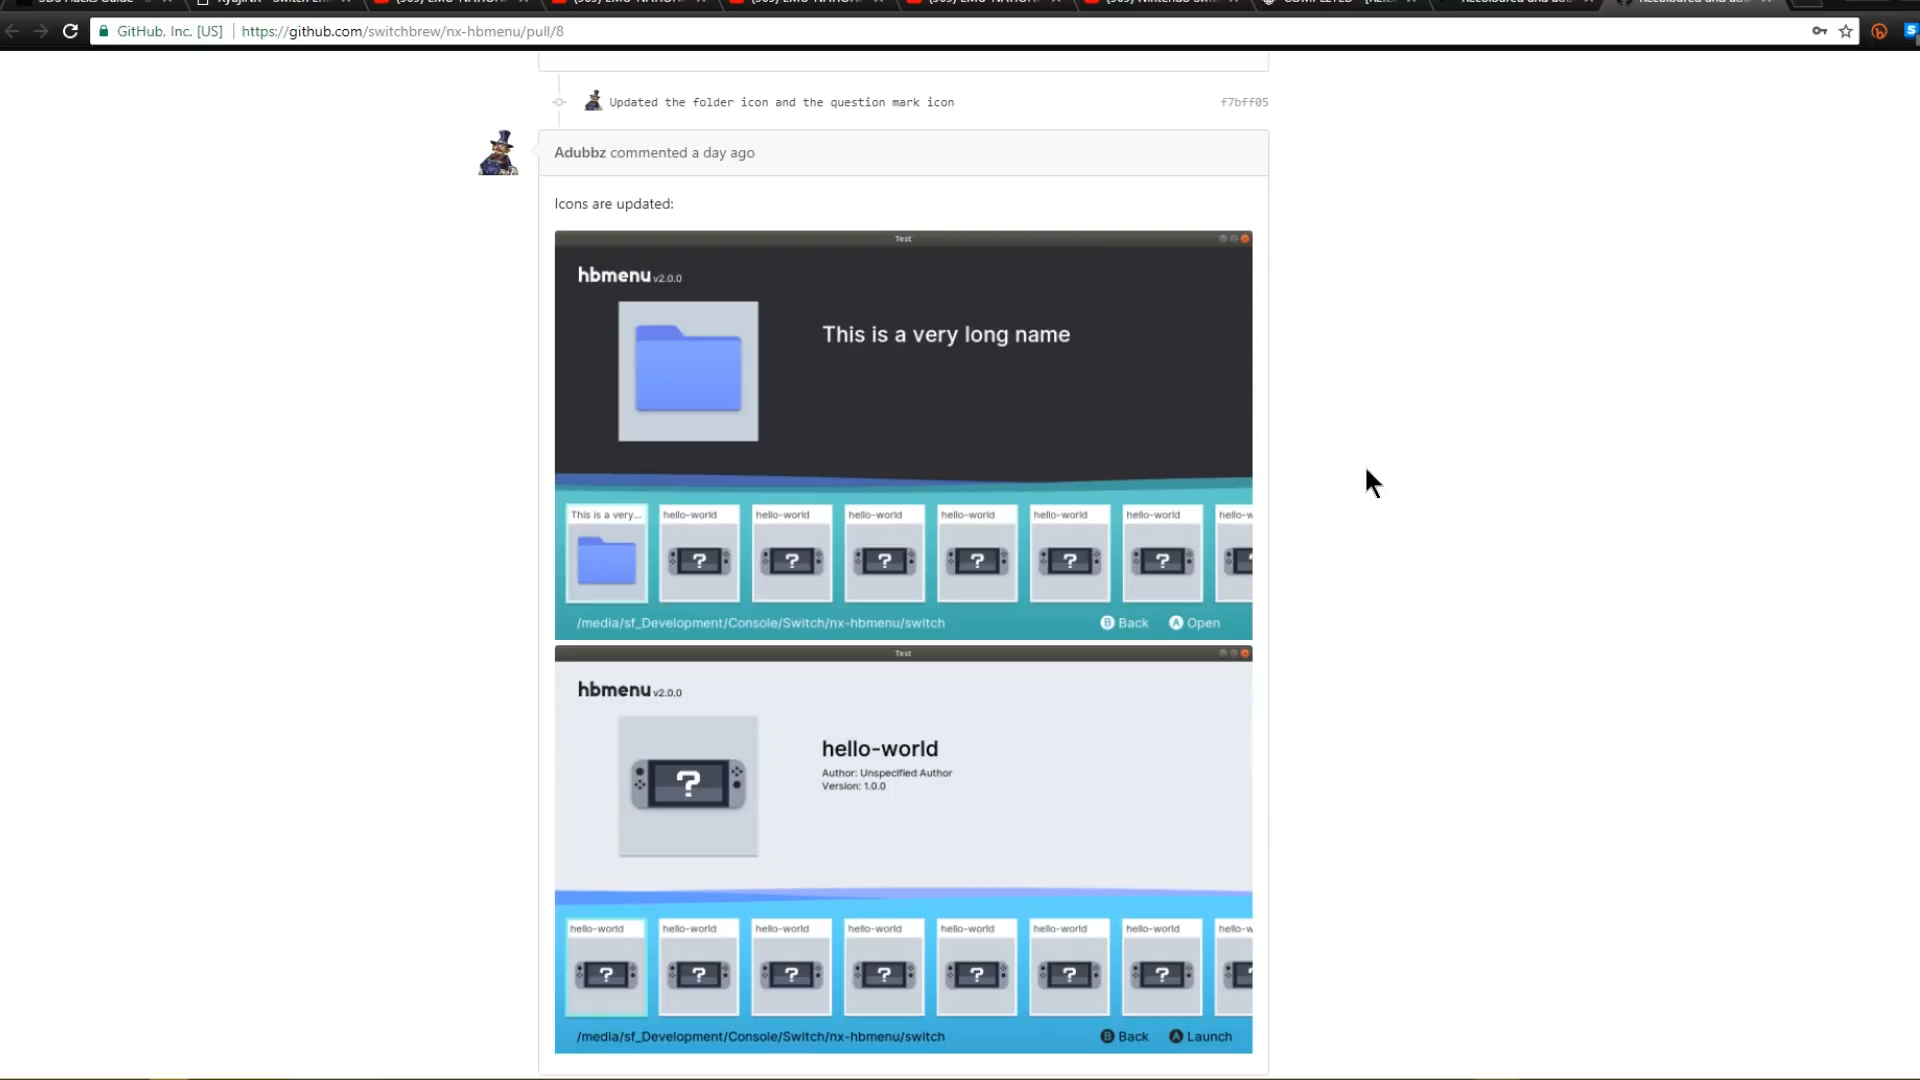 GitHub, Inc. [US]
https://github.com/switchbrew/nx-hbmenu/pull/8
Updated the folder icon and the question mark icon
f7bff05
Adubbz commented a day ago
Icons are updated:
Test
hbmenu v2.0.0
This is a very long name
This is a very...
hello-world
hello-world
hello-world
hello-world
hello-world
hello-world
hello-w
/media/sf_Development/Console/Switch/nx-hbmenu/switch
B Back
A Open
Test
hbmenu v2.0.0
hello-world
Author: Unspecified Author
Version: 1.0.0
hello-world
hello-world
hello-world
hello-world
hello-world
hello-world
hello-world
hello-w
/media/sf_Development/Console/Switch/nx-hbmenu/switch
B Back
A Launch